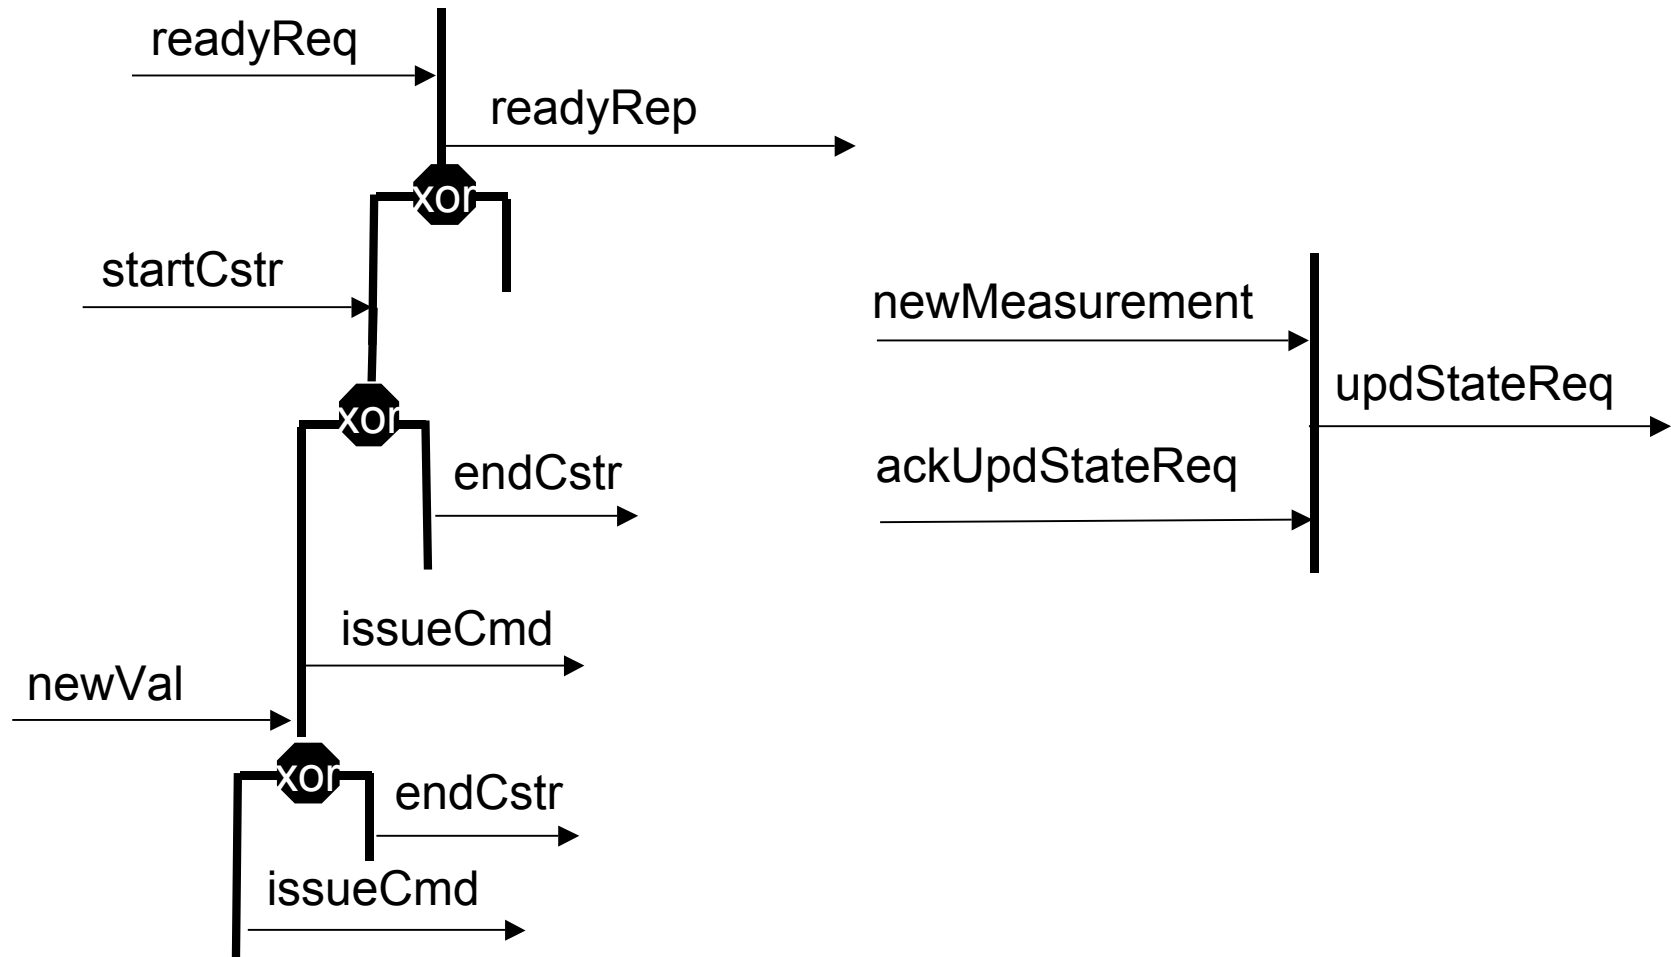 readyReq
readyRep
xor
startCstr
xor
endCstr
issueCmd
newVal
xor
endCstr
issueCmd
newMeasurement
updStateReq
ackUpdStateReq